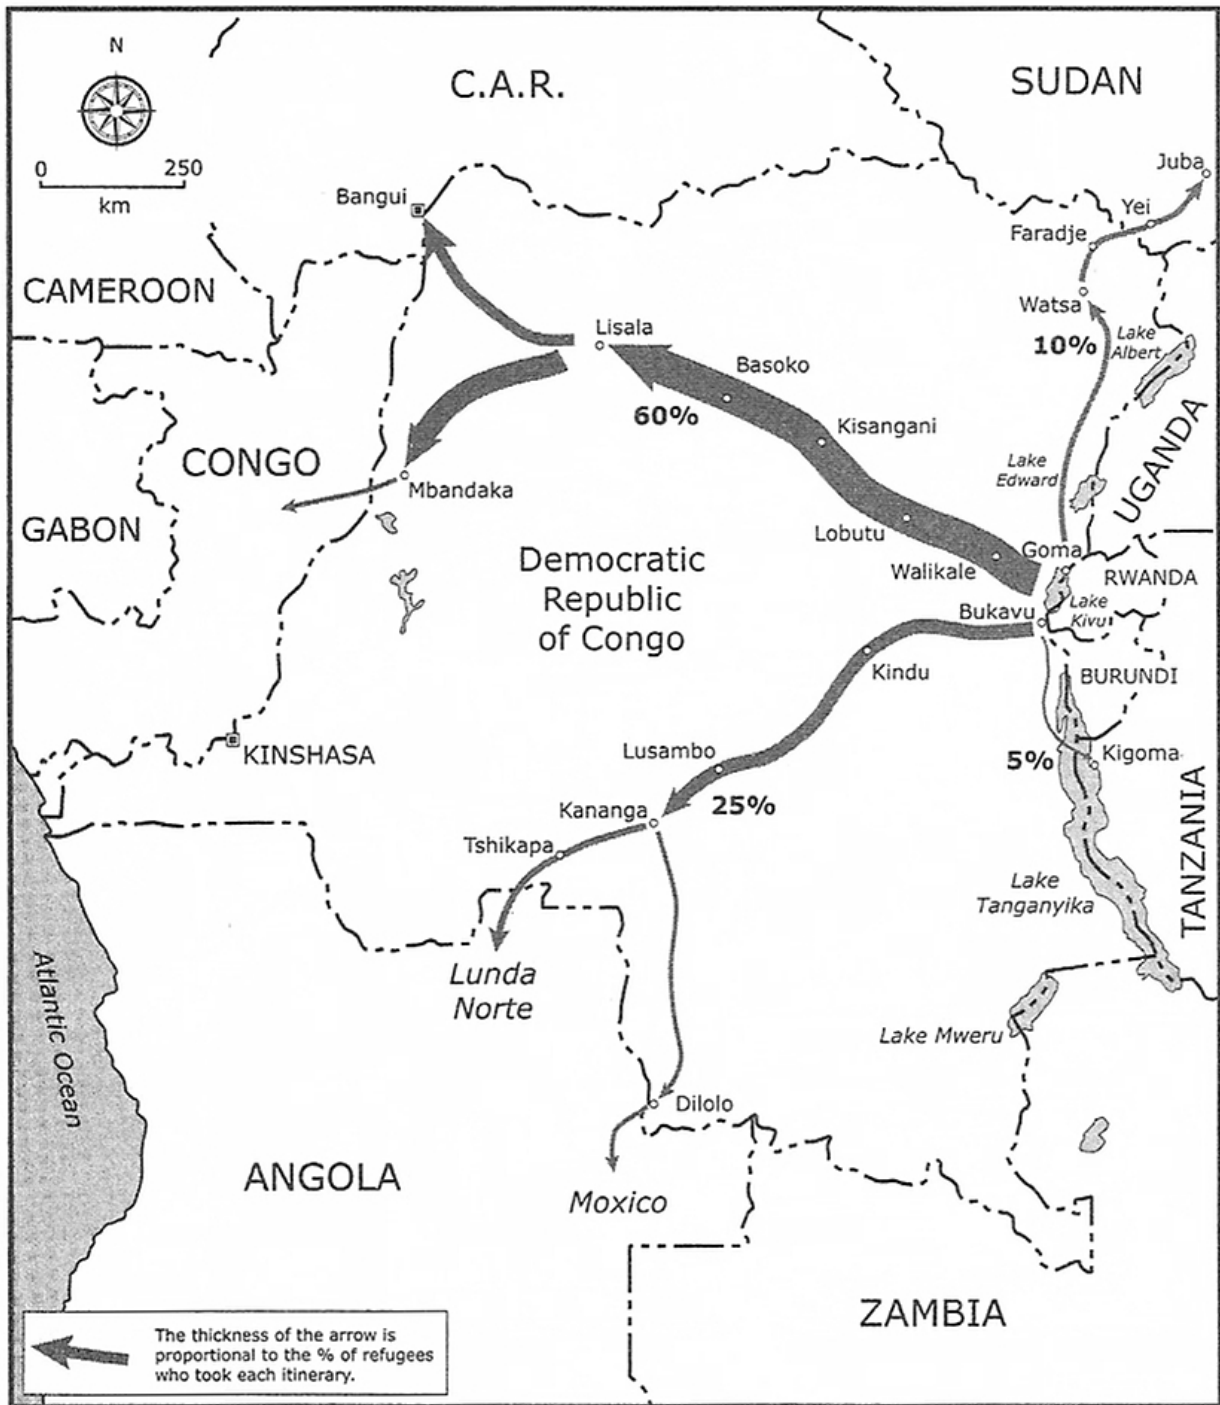 N
C.A.R.
SUDAN
0 250
km
Juba
Bangui
Yei
Faradje
CAMEROON
Watsa
10%
Lake
Albert
Lisala
Basoko
60%
Kisangani
CONGO
Lake
Edward
UGANDA
Mbandaka
GABON
Lobutu
Goma
Democratic
Republic
of Congo
Walikale
RWANDA
Bukavu
Lake
Kivu
Kindu
BURUNDI
KINSHASA
Lusambo
5%
Kigoma
25%
Kananga
Tshikapa
TANZANIA
Lake
Tanganyika
Atlantic Ocean
Lunda
Norte
Lake Mweru
Dilolo
ANGOLA
Moxico
ZAMBIA
The thickness of the arrow is
proportional to the % of refugees
who took each itinerary.